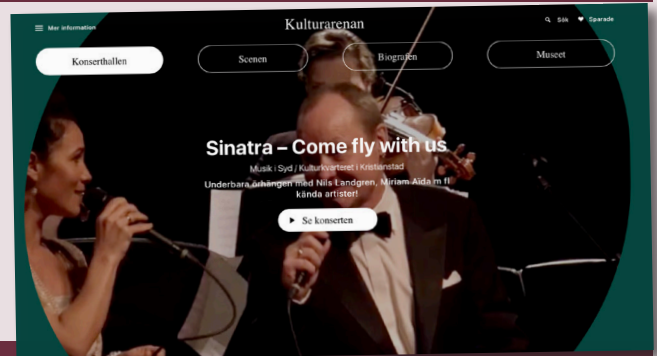 Mer information
Kulturarenan
Sök
Sparade
Konserthallen
Scenen
Biografen
Museet
Sinatra – Come fly with us
Musik i Syd / Kulturkvarteret i Kristianstad
Underbara örhängen med Nils Landgren, Miriam Aïda m fl
kända artister!
Se konserten